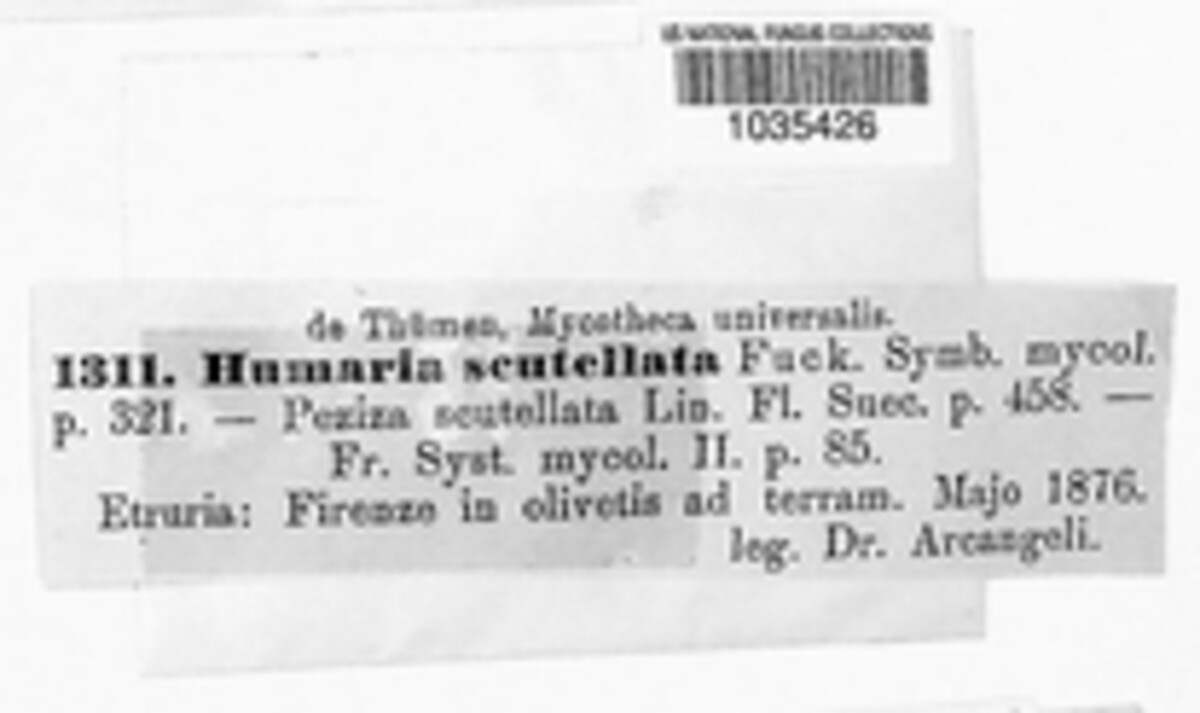 US NATIONAL FUNGUS COLLECTIONS
1035426
de Thümen, Mycotheca universalis.
1311. Humaria scutellata Fuck. Symb. mycol.
p. 321. — Peziza scutellata Lin. Fl. Suec. p. 458. —
Fr. Syst. mycol. II. p. 85.
Etruria: Firenze in olivetis ad terram. Majo 1876.
leg. Dr. Arcangeli.